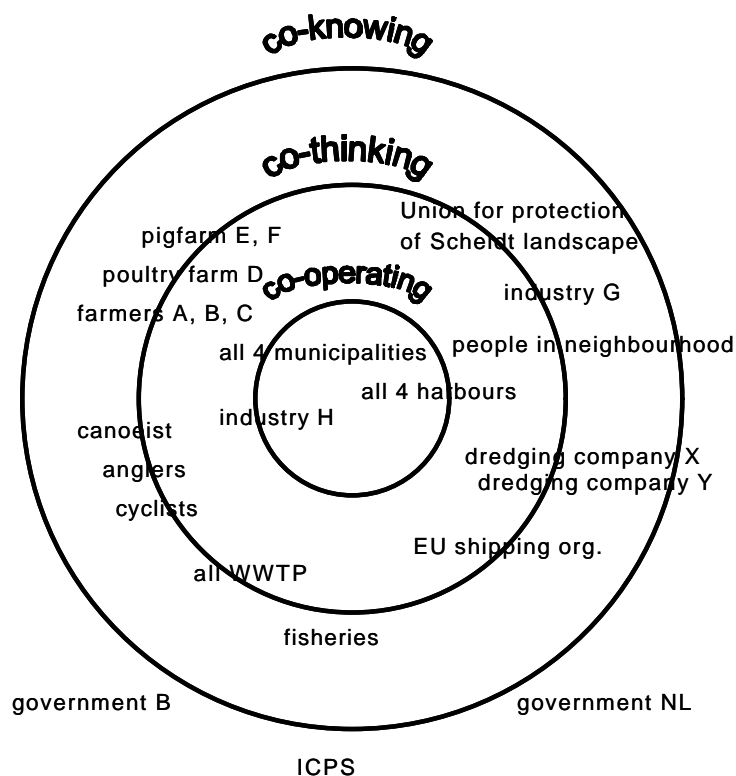 co-knowing
co-thinking
Union for protection
of Scheldt landscape
pigfarm E, F
poultry farm D
co-operating
industry G
farmers A, B, C
people in neighbourhood
all 4 municipalities
all 4 harbours
industry H
canoeist
dredging company X
anglers
dredging company Y
cyclists
EU shipping org.
all WWTP
fisheries
government B
government NL
ICPS